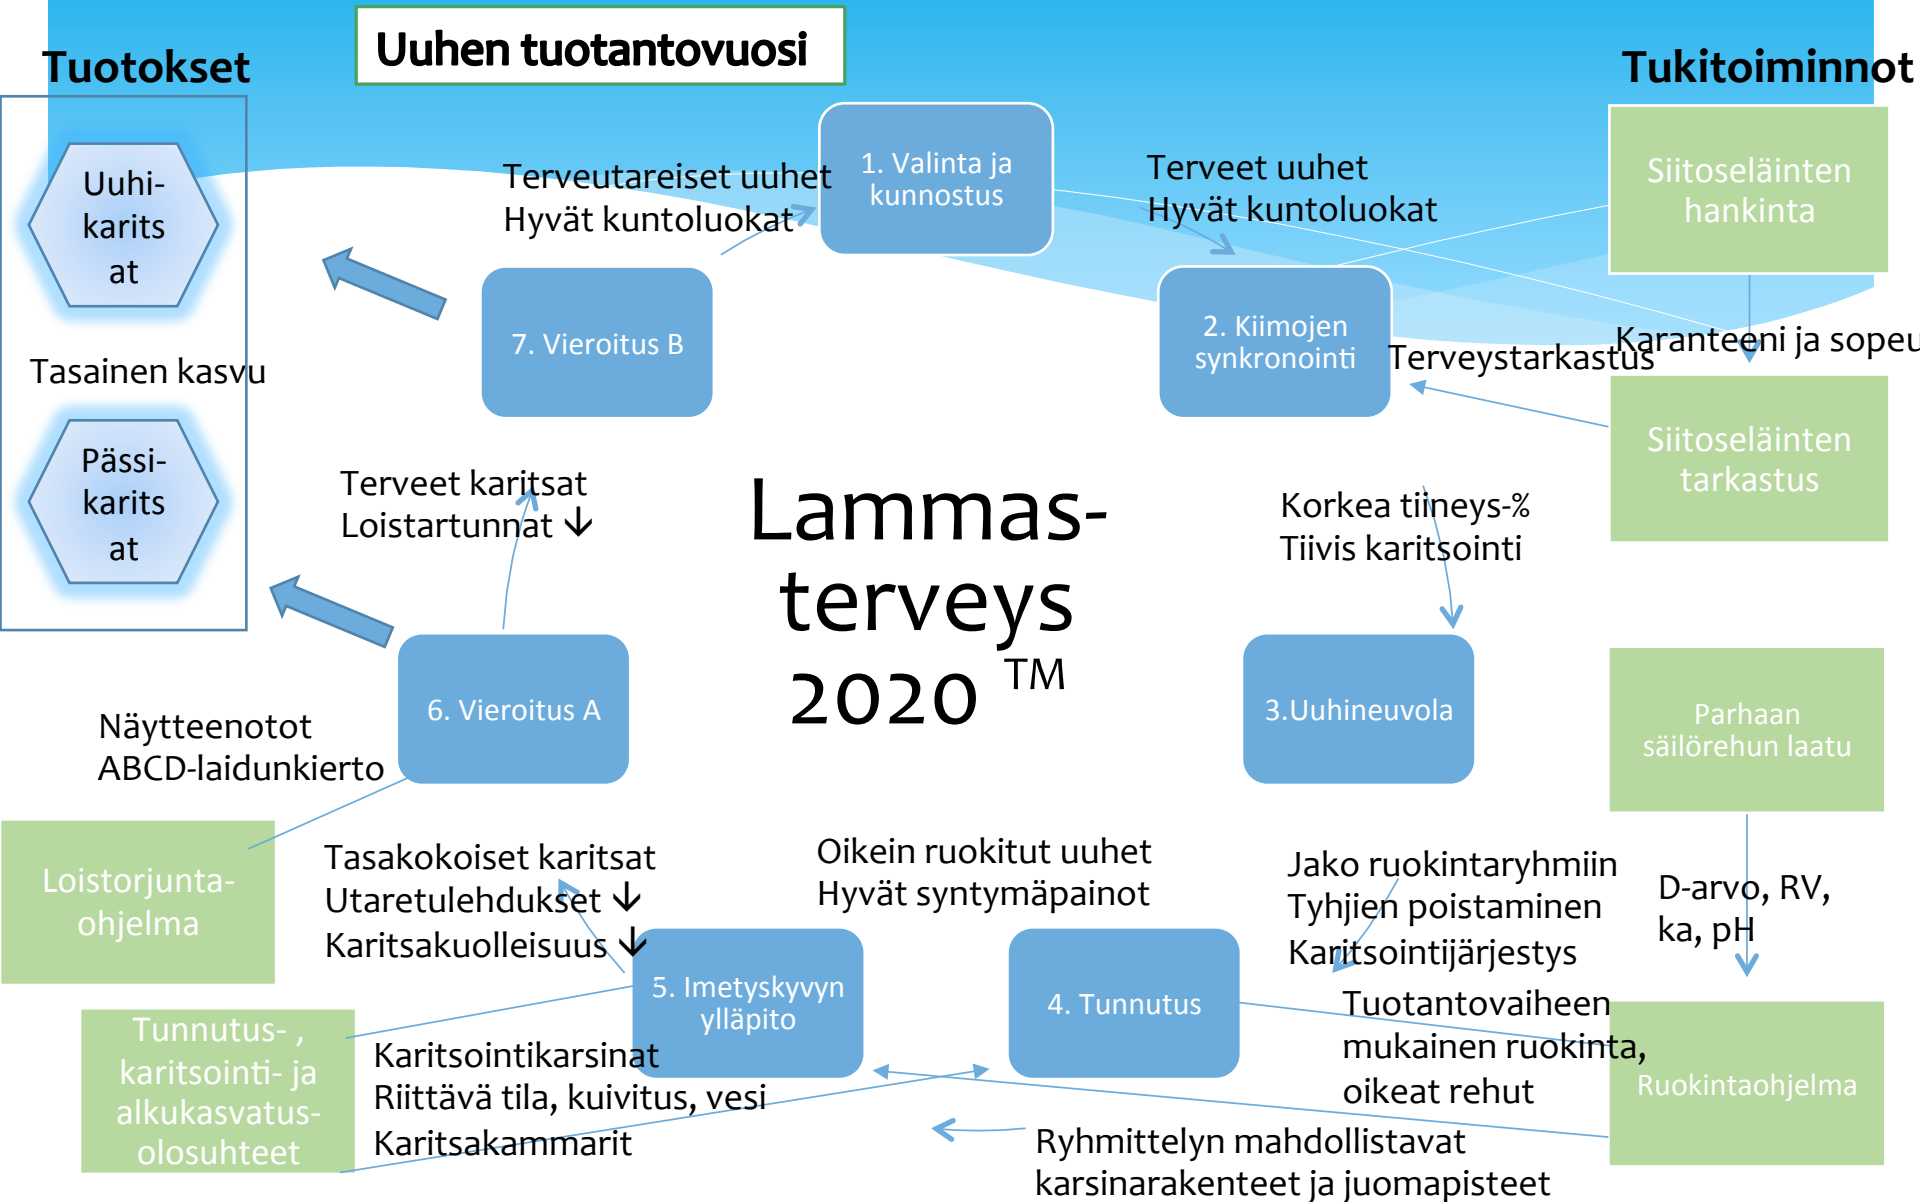 Uuhen tuotantovuosi
Tuotokset
Tukitoiminnot
Uuhi-
karits
at
Tasainen kasvu
Pässi-
karits
at
Terveutareiset uuhet
Hyvät kuntoluokat
1. Valinta ja
kunnostus
Terveet uuhet
Hyvät kuntoluokat
Siitoseläinten
hankinta
7. Vieroitus B
2. Kiimojen
synkronointi
Terveystarkastus
Karanteeni ja sopeu
Siitoseläinten
tarkastus
Terveet karitsat
Loistartunnat ↓
Lammas-
terveys
2020 TM
Korkea tiineys-%
Tiivis karitsointi
6. Vieroitus A
3.Uuhineuvola
Parhaan
säilörehun laatu
Näytteenotot
ABCD-laidunkierto
Loistorjunta-
ohjelma
Tasakokoiset karitsat
Utaretulehdukset ↓
Karitsakuolleisuus ↓
Oikein ruokitut uuhet
Hyvät syntymäpainot
Jako ruokintaryhmiin
Tyhjien poistaminen
Karitsointijärjestys
D-arvo, RV,
ka, pH
5. Imetyskyvyn
ylläpito
4. Tunnutus
Tuotantovaiheen
mukainen ruokinta,
oikeat rehut
Ruokintaohjelma
Tunnutus- ,
karitsointi- ja
alkukasvatus-
olosuhteet
Karitsointikarsinat
Riittävä tila, kuivitus, vesi
Karitsakammarit
Ryhmittelyn mahdollistavat
karsinarakenteet ja juomapisteet